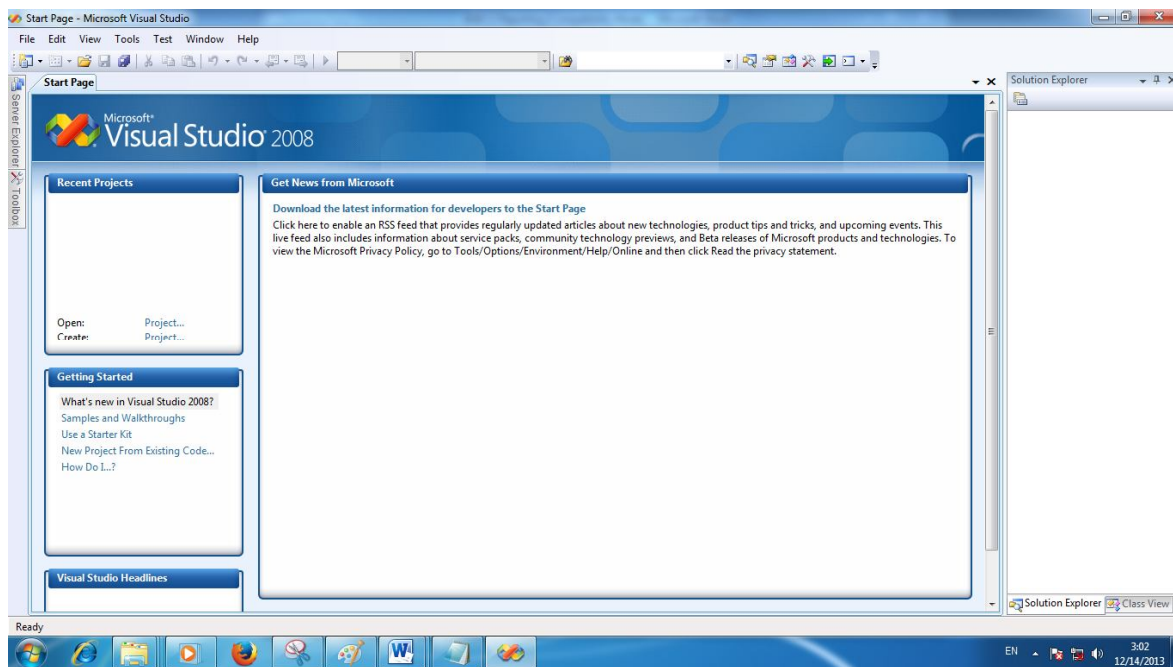 Start Page - Microsoft Visual Studio
File Edit View Tools Test Window Help
Server Explorer
Toolbox
Start Page
Microsoft®
Visual Studio 2008
Recent Projects
Open: Project...
Create: Project...
Getting Started
What's new in Visual Studio 2008?
Samples and Walkthroughs
Use a Starter Kit
New Project From Existing Code...
How Do I...?
Visual Studio Headlines
Get News from Microsoft
Download the latest information for developers to the Start Page
Click here to enable an RSS feed that provides regularly updated articles about new technologies, product tips and tricks, and upcoming events. This
live feed also includes information about service packs, community technology previews, and Beta releases of Microsoft products and technologies. To
view the Microsoft Privacy Policy, go to Tools/Options/Environment/Help/Online and then click Read the privacy statement.
Solution Explorer
Solution Explorer Class View
Ready
EN
3:02
12/14/2013